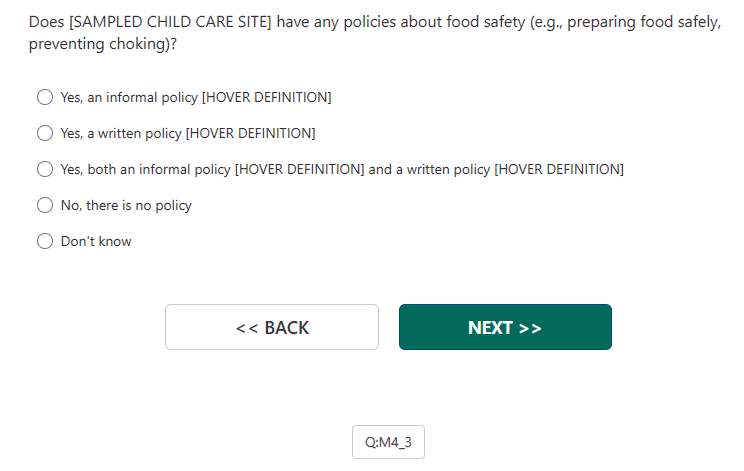 Does [SAMPLED CHILD CARE SITE] have any policies about food safety (e.g., preparing food safely,
preventing choking)?
Yes, an informal policy [HOVER DEFINITION]
Yes, a written policy [HOVER DEFINITION]
Yes, both an informal policy [HOVER DEFINITION] and a written policy [HOVER DEFINITION]
No, there is no policy
Don't know
<< BACK
NEXT >>
Q:M4_3